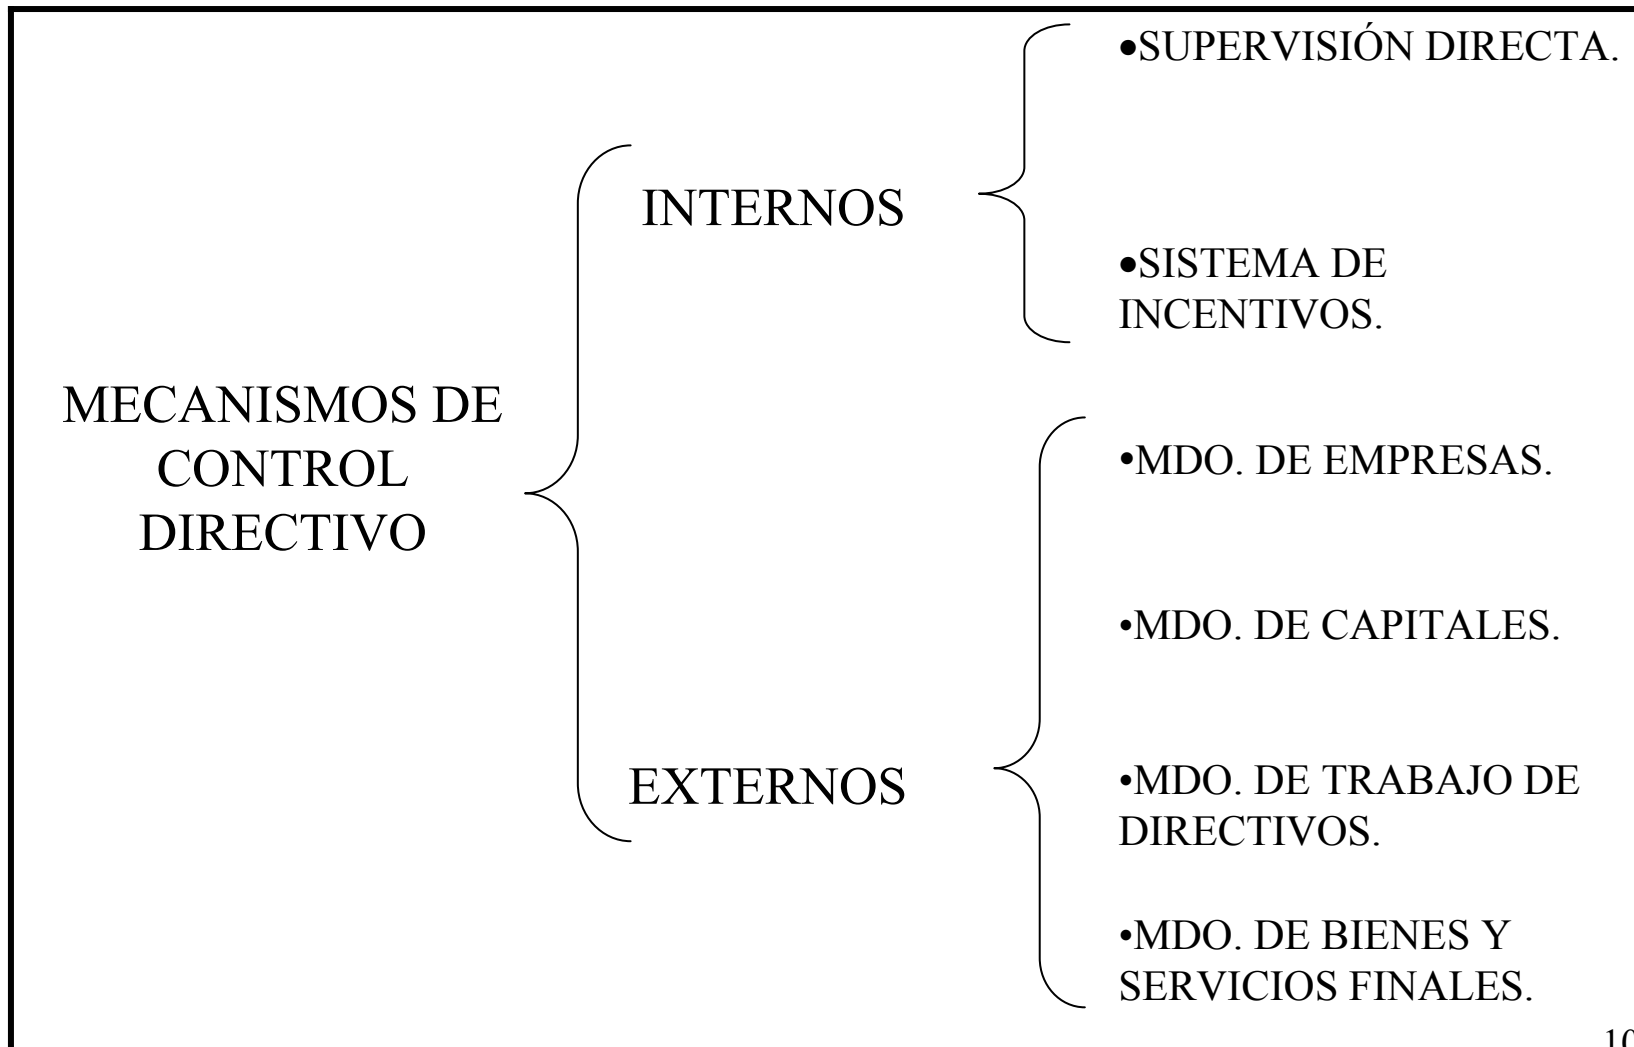 MECANISMOS DE
CONTROL
DIRECTIVO
INTERNOS
•SUPERVISIÓN DIRECTA.
•SISTEMA DE
INCENTIVOS.
EXTERNOS
•MDO. DE EMPRESAS.
•MDO. DE CAPITALES.
•MDO. DE TRABAJO DE
DIRECTIVOS.
•MDO. DE BIENES Y
SERVICIOS FINALES.
10